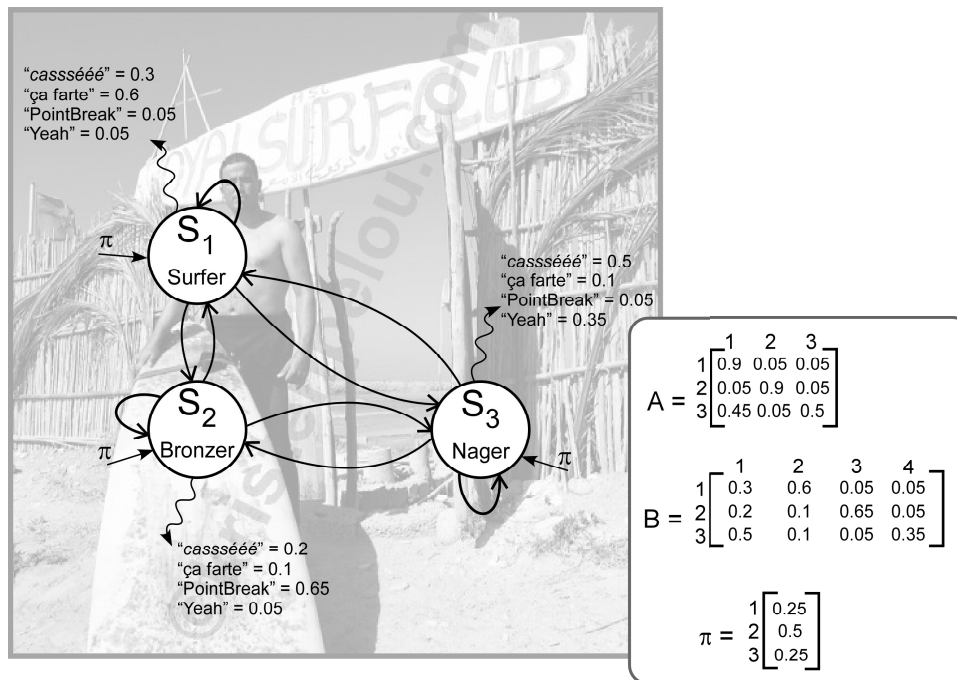 "cassséééé" = 0.3
"ça farte" = 0.6
"PointBreak" = 0.05
"Yeah" = 0.05
SURF CLUB
S1
Surfer
π
"cassséééé" = 0.5
"ça farte" = 0.1
"PointBreak" = 0.05
"Yeah" = 0.35
S2
Bronzer
π
S3
Nager
π
"cassséééé" = 0.2
"ça farte" = 0.1
"PointBreak" = 0.65
"Yeah" = 0.05
1 2 3
1 0.9 0.05 0.05
A = 2 0.05 0.9 0.05
3 0.45 0.05 0.5
1 2 3 4
1 0.3 0.6 0.05 0.05
B = 2 0.2 0.1 0.65 0.05
3 0.5 0.1 0.05 0.35
1 0.25
π = 2 0.5
3 0.25